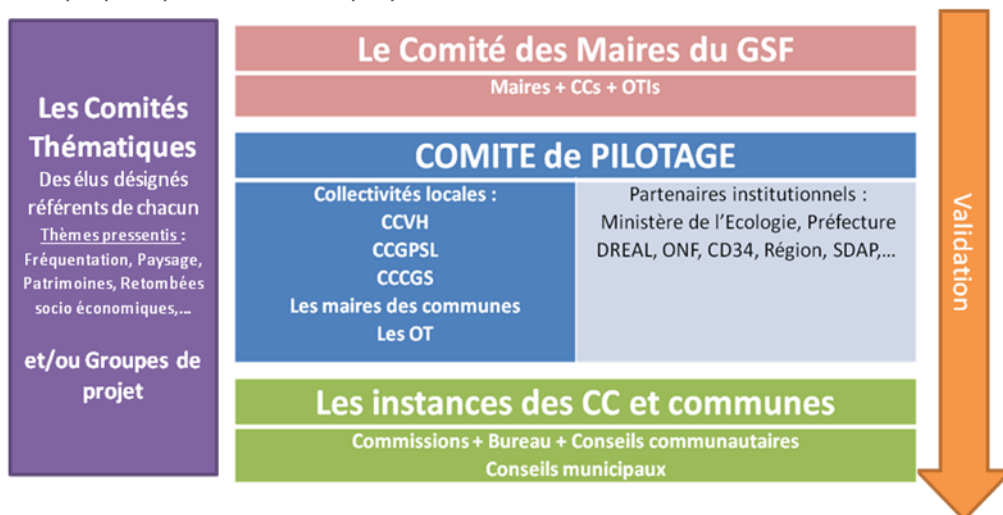 Les Comités
Thématiques
Des élus désignés
référents de chacun
Thèmes pressentis :
Fréquentation, Paysage,
Patrimoines, Retombées
socio économiques,...
et/ou Groupes de
projet
Le Comité des Maires du GSF
Maires + CCs + OTIs
COMITE de PILOTAGE
Collectivités locales :
CCVH
CCGPSL
CCCGS
Les maires des communes
Les OT
Partenaires institutionnels :
Ministère de l'Ecologie, Préfecture
DREAL, ONF, CD34, Région, SDAP,...
Les instances des CC et communes
Commissions + Bureau + Conseils communautaires
Conseils municipaux
Validation